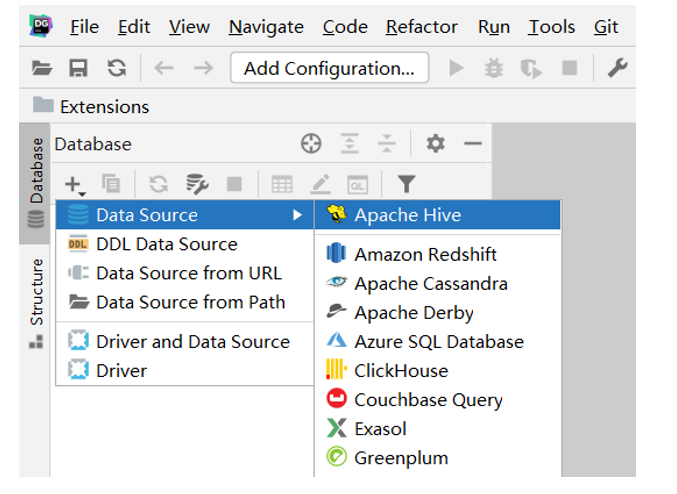 DG
File Edit View Navigate Code Refactor Run Tools Git
Add Configuration...
Extensions
Database
Database
QL
Data Source
DDL DDL Data Source
Data Source from URL
Data Source from Path
Driver and Data Source
Driver
Structure
Apache Hive
Amazon Redshift
Apache Cassandra
Apache Derby
Azure SQL Database
ClickHouse
Couchbase Query
Exasol
Greenplum